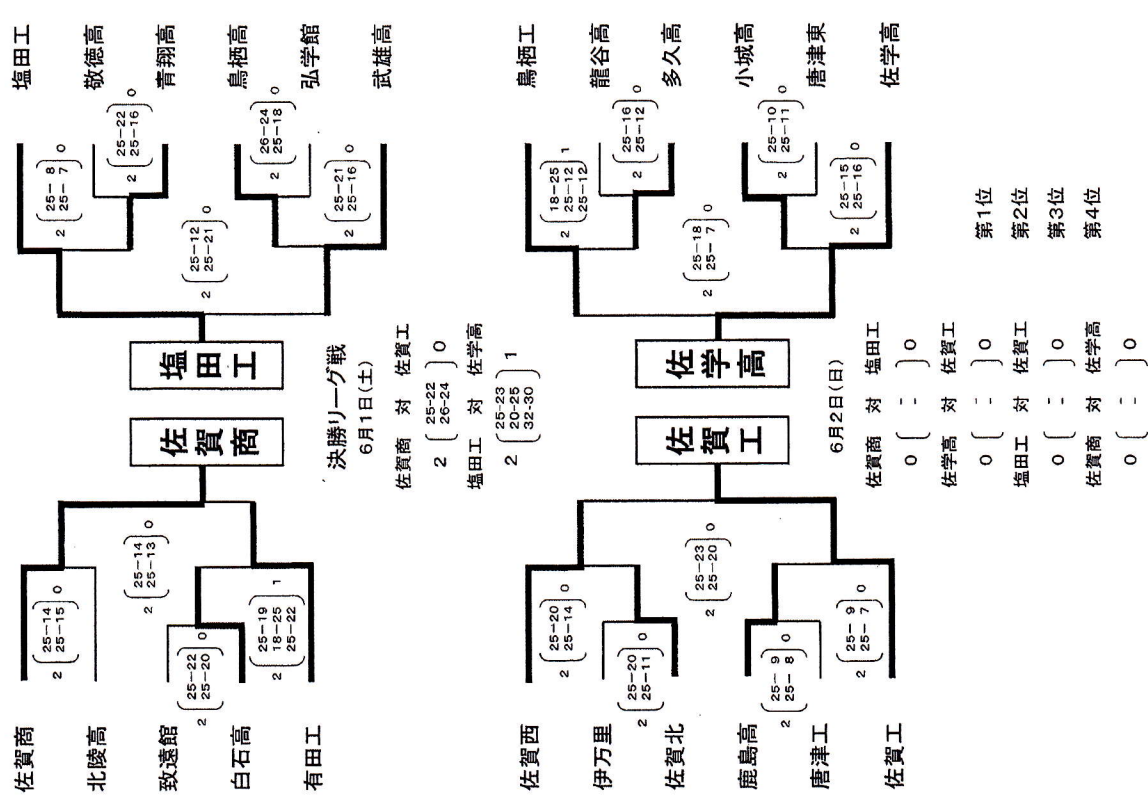 塩田工
敬徳高
青翔高
鳥栖高
弘学館
武雄高
2 (25-8 25-7) 0
2 (25-22 25-16) 0
2 (26-24 25-18) 0
2 (25-21 25-16) 0
2 (25-12 25-21) 0
塩田工
佐賀商
2 (25-14 25-13) 0
2 (25-14 25-15) 0
2 (25-22 25-20) 0
2 (25-19 18-25 25-22) 1
佐賀商
北陵高
致遠館
白石高
有田工
決勝リーグ戦
6月1日(土)
佐賀商 対 佐賀工
2 (25-22 26-24) 0
塩田工 対 佐学高
2 (25-23 20-25 32-30) 1
鳥栖工
龍谷高
多久高
小城高
唐津東
佐学高
2 (18-25 25-12 25-12) 1
2 (25-16 25-12) 0
2 (25-10 25-11) 0
2 (25-15 25-16) 0
2 (25-18 25-7) 0
佐学高
佐賀工
2 (25-23 25-20) 0
2 (25-20 25-14) 0
2 (25-20 25-11) 0
2 (25-9 25-8) 0
2 (25-9 25-7) 0
佐賀西
伊万里
佐賀北
鹿島高
唐津工
佐賀工
6月2日(日)
佐賀商 対 塩田工
0 ( - - ) 0
佐学高 対 佐賀工
0 ( - - ) 0
塩田工 対 佐賀工
0 ( - - ) 0
佐賀商 対 佐学高
0 ( - - ) 0
第1位
第2位
第3位
第4位